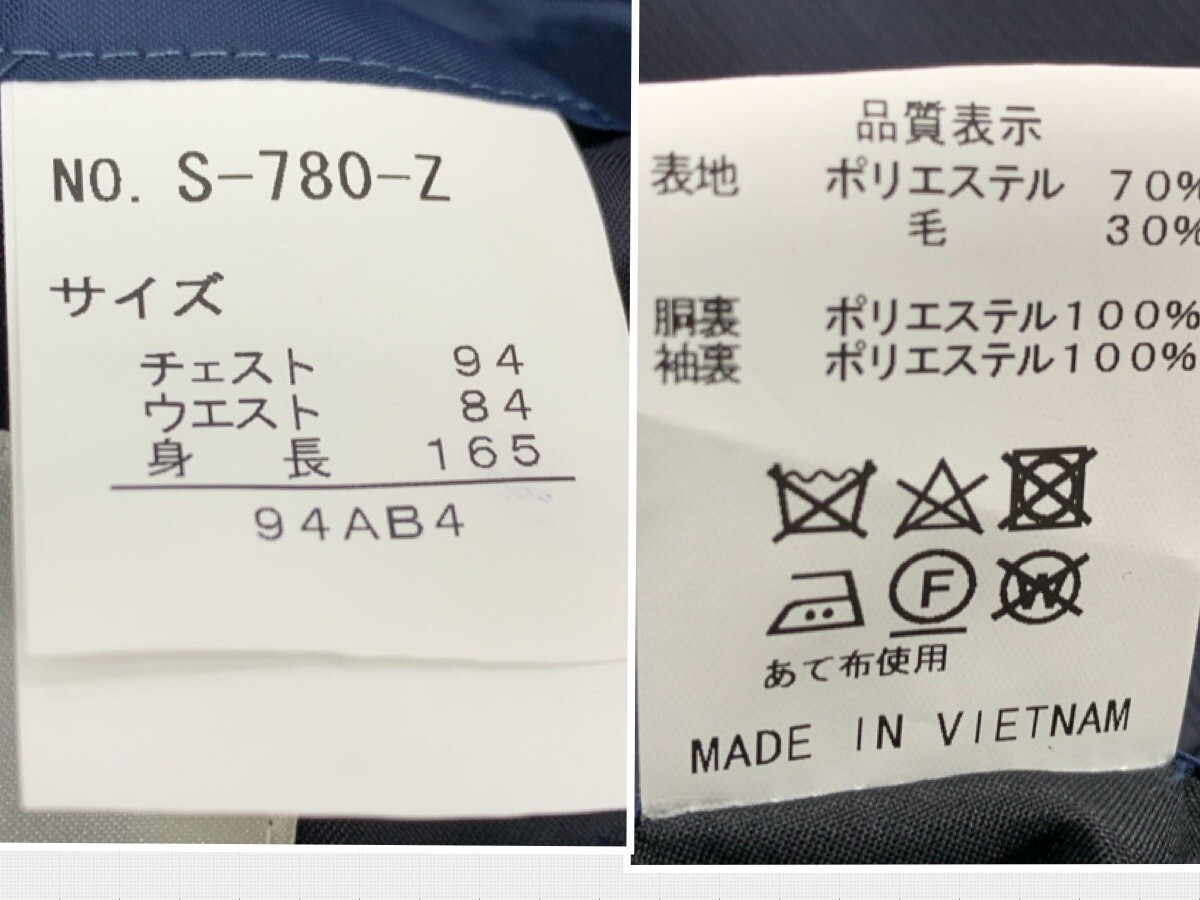 NO. S-780-Z
サイズ
チェスト 94
ウエスト 84
身長 165
94AB4
品質表示
表地 ポリエステル 70%
毛 30%
胴裏 ポリエステル100%
袖裏 ポリエステル100%
F W
あて布使用
MADE IN VIETNAM